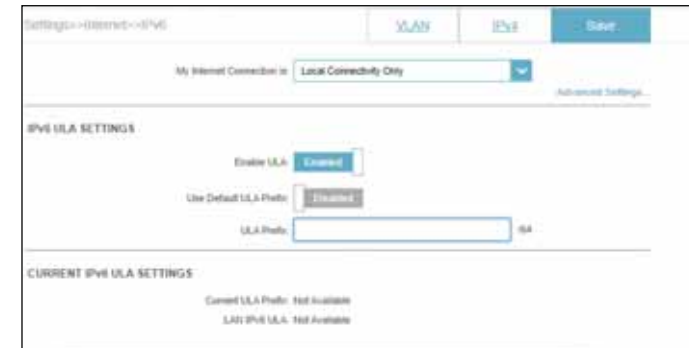 Settings>>Internet>>IPv6 VLAN IPv4 Save
My Internet Connection is: Local Connectivity Only
Advanced Settings...
IPv6 ULA SETTINGS
Enable ULA: Enabled
Use Default ULA Prefix: Disabled
ULA Prefix: /64
CURRENT IPv6 ULA SETTINGS
Current ULA Prefix: Not Available
LAN IPv6 ULA: Not Available